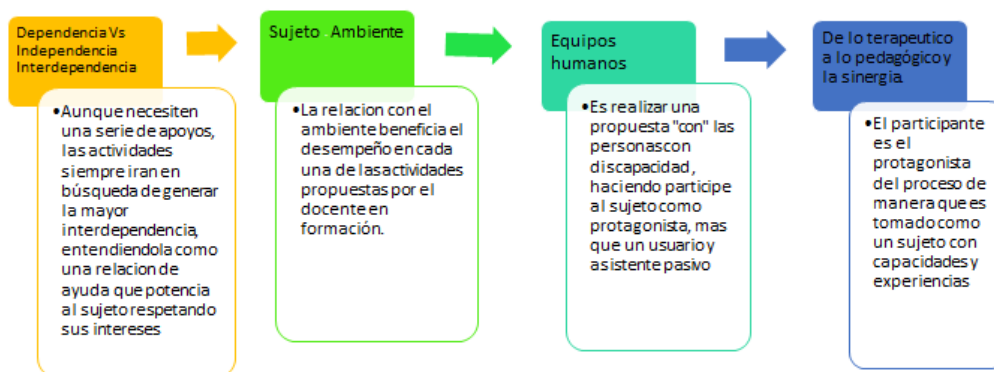 Dependencia Vs
Independencia
Interdependencia
•Aunque necesiten
una serie de apoyos,
las actividades
siempre iran en
búsqueda de generar
la mayor
interdependencia,
entendiendola como
una relacion de
ayuda que potencia
al sujeto respetando
sus intereses
Sujeto - Ambiente
•La relacion con el
ambiente beneficia el
desempeño en cada
una de las actividades
propuestas por el
docente en
formación.
Equipos
humanos
•Es realizar una
propuesta "con" las
personas con
discapacidad,
haciendo participe
al sujeto como
protagonista, mas
que un usuario y
asistente pasivo
De lo terapeutico
a lo pedagógico y
la sinergia.
•El participante
es el
protagonista
del proceso de
manera que es
tomado como
un sujeto con
capacidades y
experiencias